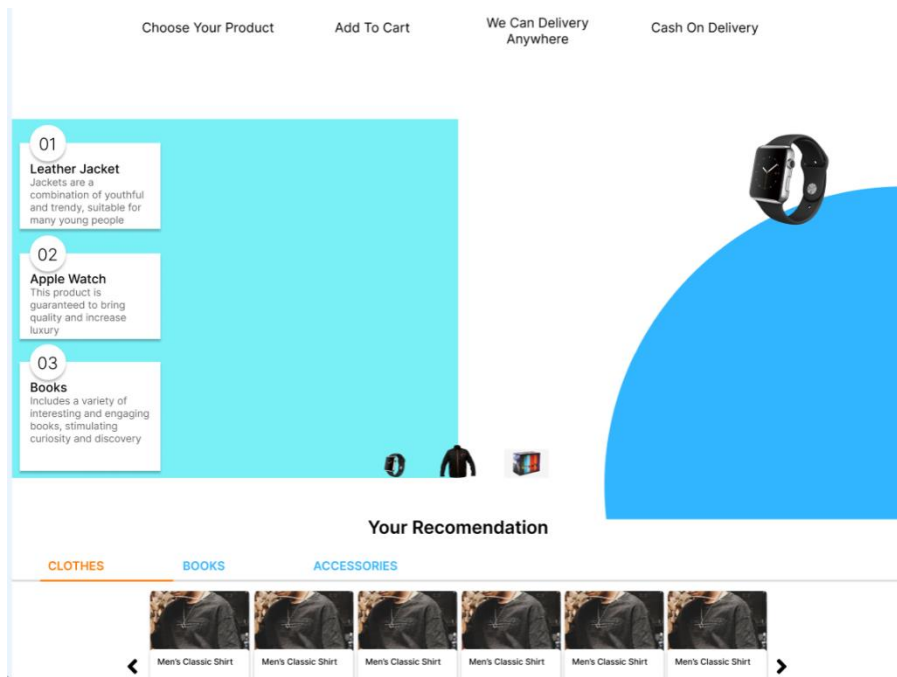 Choose Your Product
Add To Cart
We Can Delivery
Anywhere
Cash On Delivery
01
Leather Jacket
Jackets are a
combination of youthful
and trendy, suitable for
many young people
02
Apple Watch
This product is
guaranteed to bring
quality and increase
luxury
03
Books
Includes a variety of
interesting and engaging
books, stimulating
curiosity and discovery
Your Recomendation
CLOTHES
BOOKS
ACCESSORIES
Men's Classic Shirt
Men's Classic Shirt
Men's Classic Shirt
Men's Classic Shirt
Men's Classic Shirt
Men's Classic Shirt